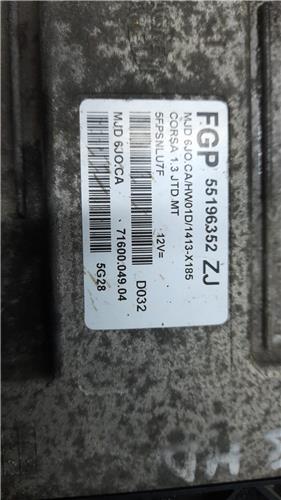 FGP 55196352 ZJ
MJD 6JO.CA/HW01D/1413-X185
CORSA 1.3 JTD MT
5FPSNLU7F 12V=
D032
MJD 6JO.CA 71600.049.04
5G28